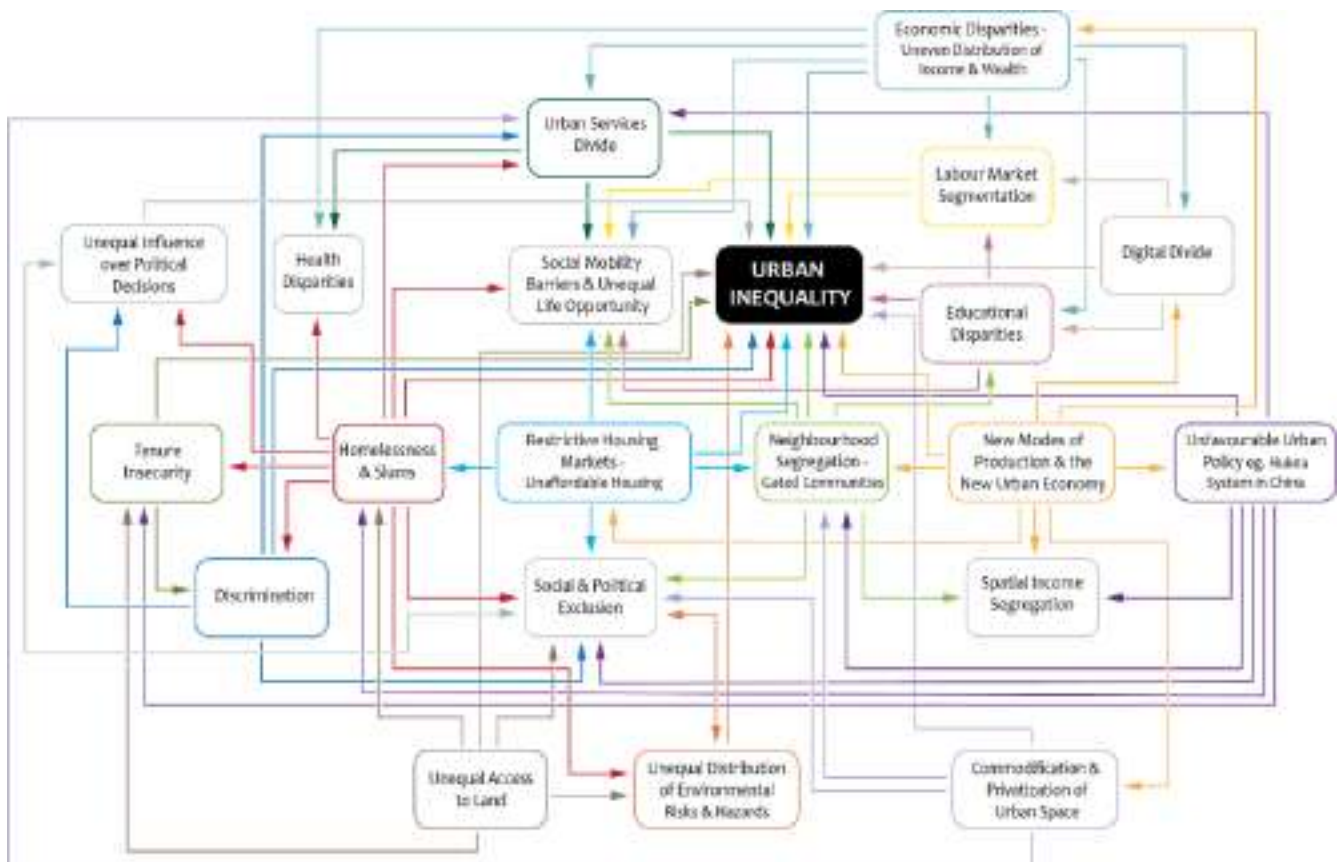 Economic Disparities -
Uneven Distribution of
Income & Wealth
Urban Services
Divide
Labour Market
Segmentation
Unequal Influence
over Political
Decisions
Health
Disparities
Social Mobility
Barriers & Unequal
Life Opportunity
URBAN
INEQUALITY
Digital Divide
Educational
Disparities
Tenure
Insecurity
Homelessness
& Slums
Restrictive Housing
Markets -
Unaffordable Housing
Neighbourhood
Segregation -
Gated Communities
New Modes of
Production & the
New Urban Economy
Unfavourable Urban
Policy eg. Hukou
System in China
Discrimination
Social & Political
Exclusion
Spatial Income
Segregation
Unequal Access
to Land
Unequal Distribution
of Environmental
Risks & Hazards
Commodification &
Privatization of
Urban Space